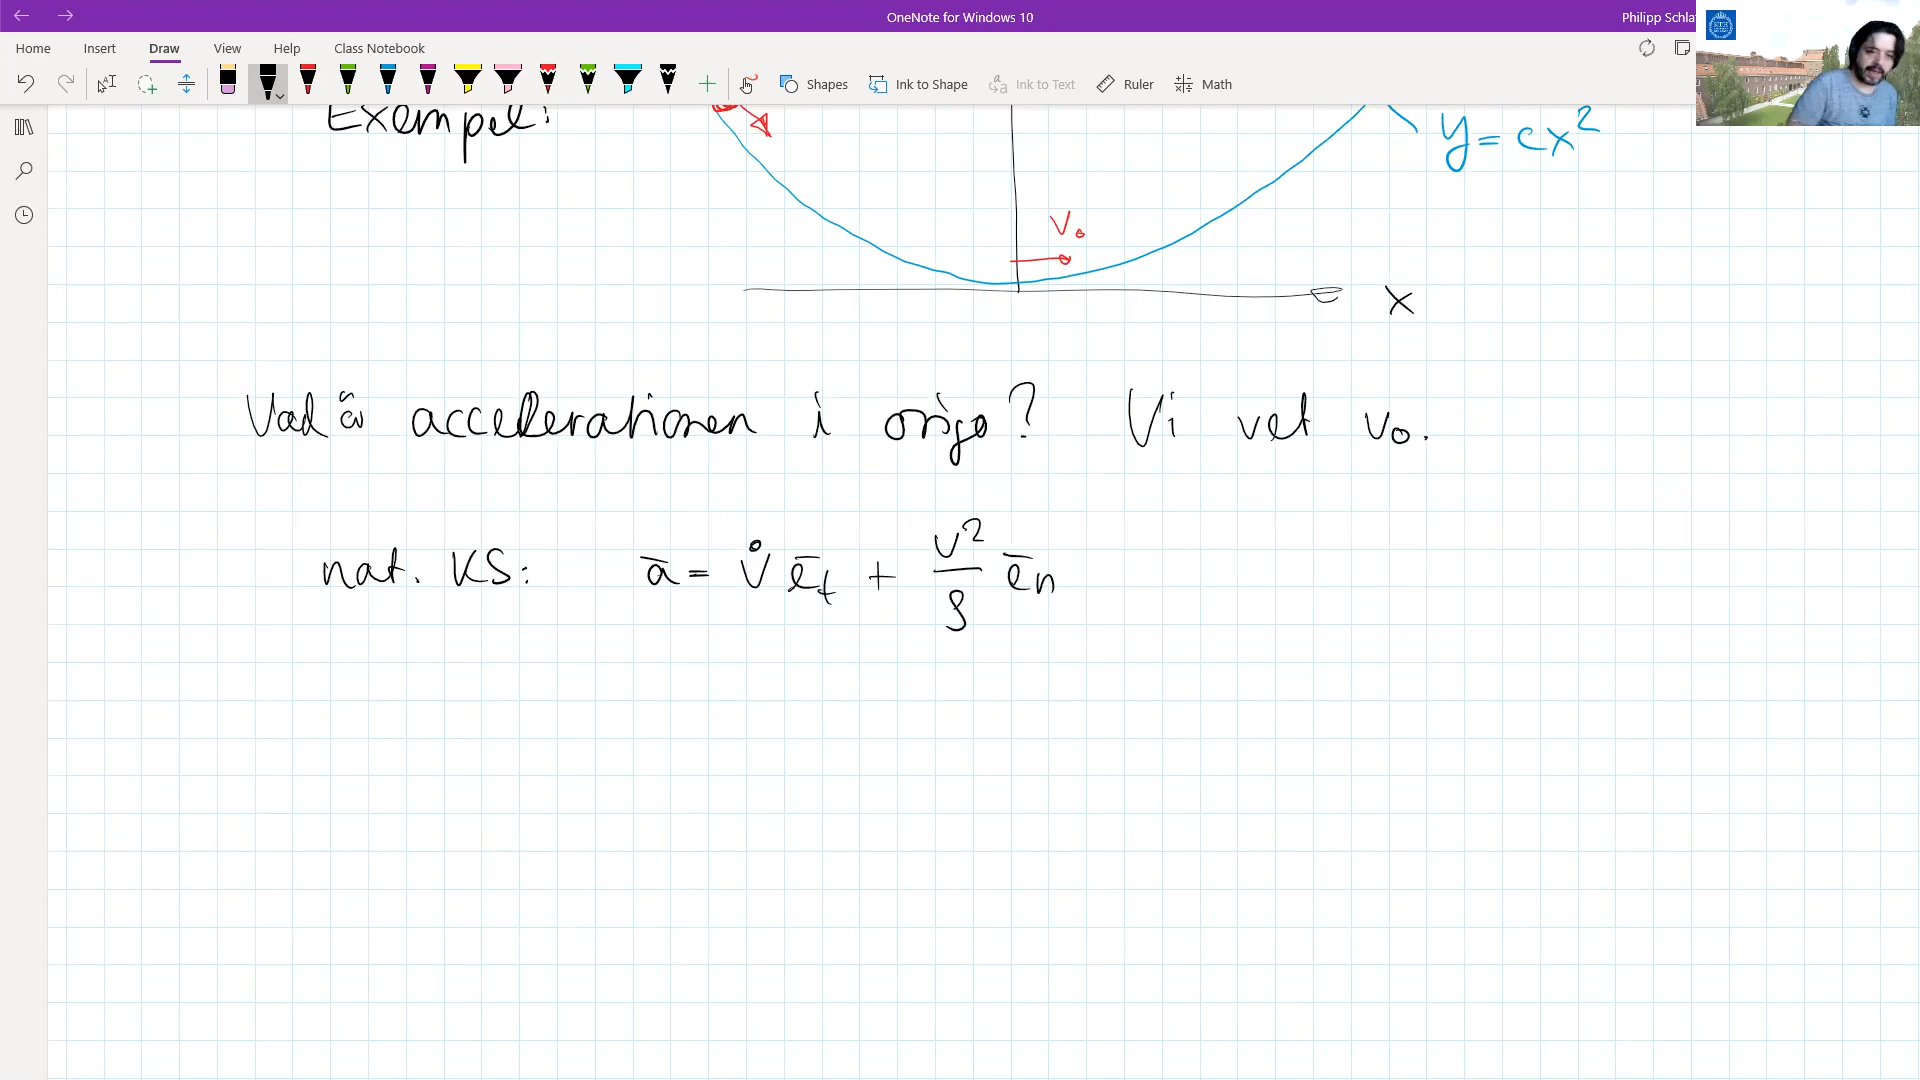 OneNote for Windows 10
Philipp Schla
Home Insert Draw View Help Class Notebook
Shapes Ink to Shape Ink to Text Ruler Math
Exempel:
y = cx²
v₀
x
Vad är accellerationen i origo? Vi vet v₀.
nat. KS: ā = v̇ ēₜ + v²/ρ ēₙ